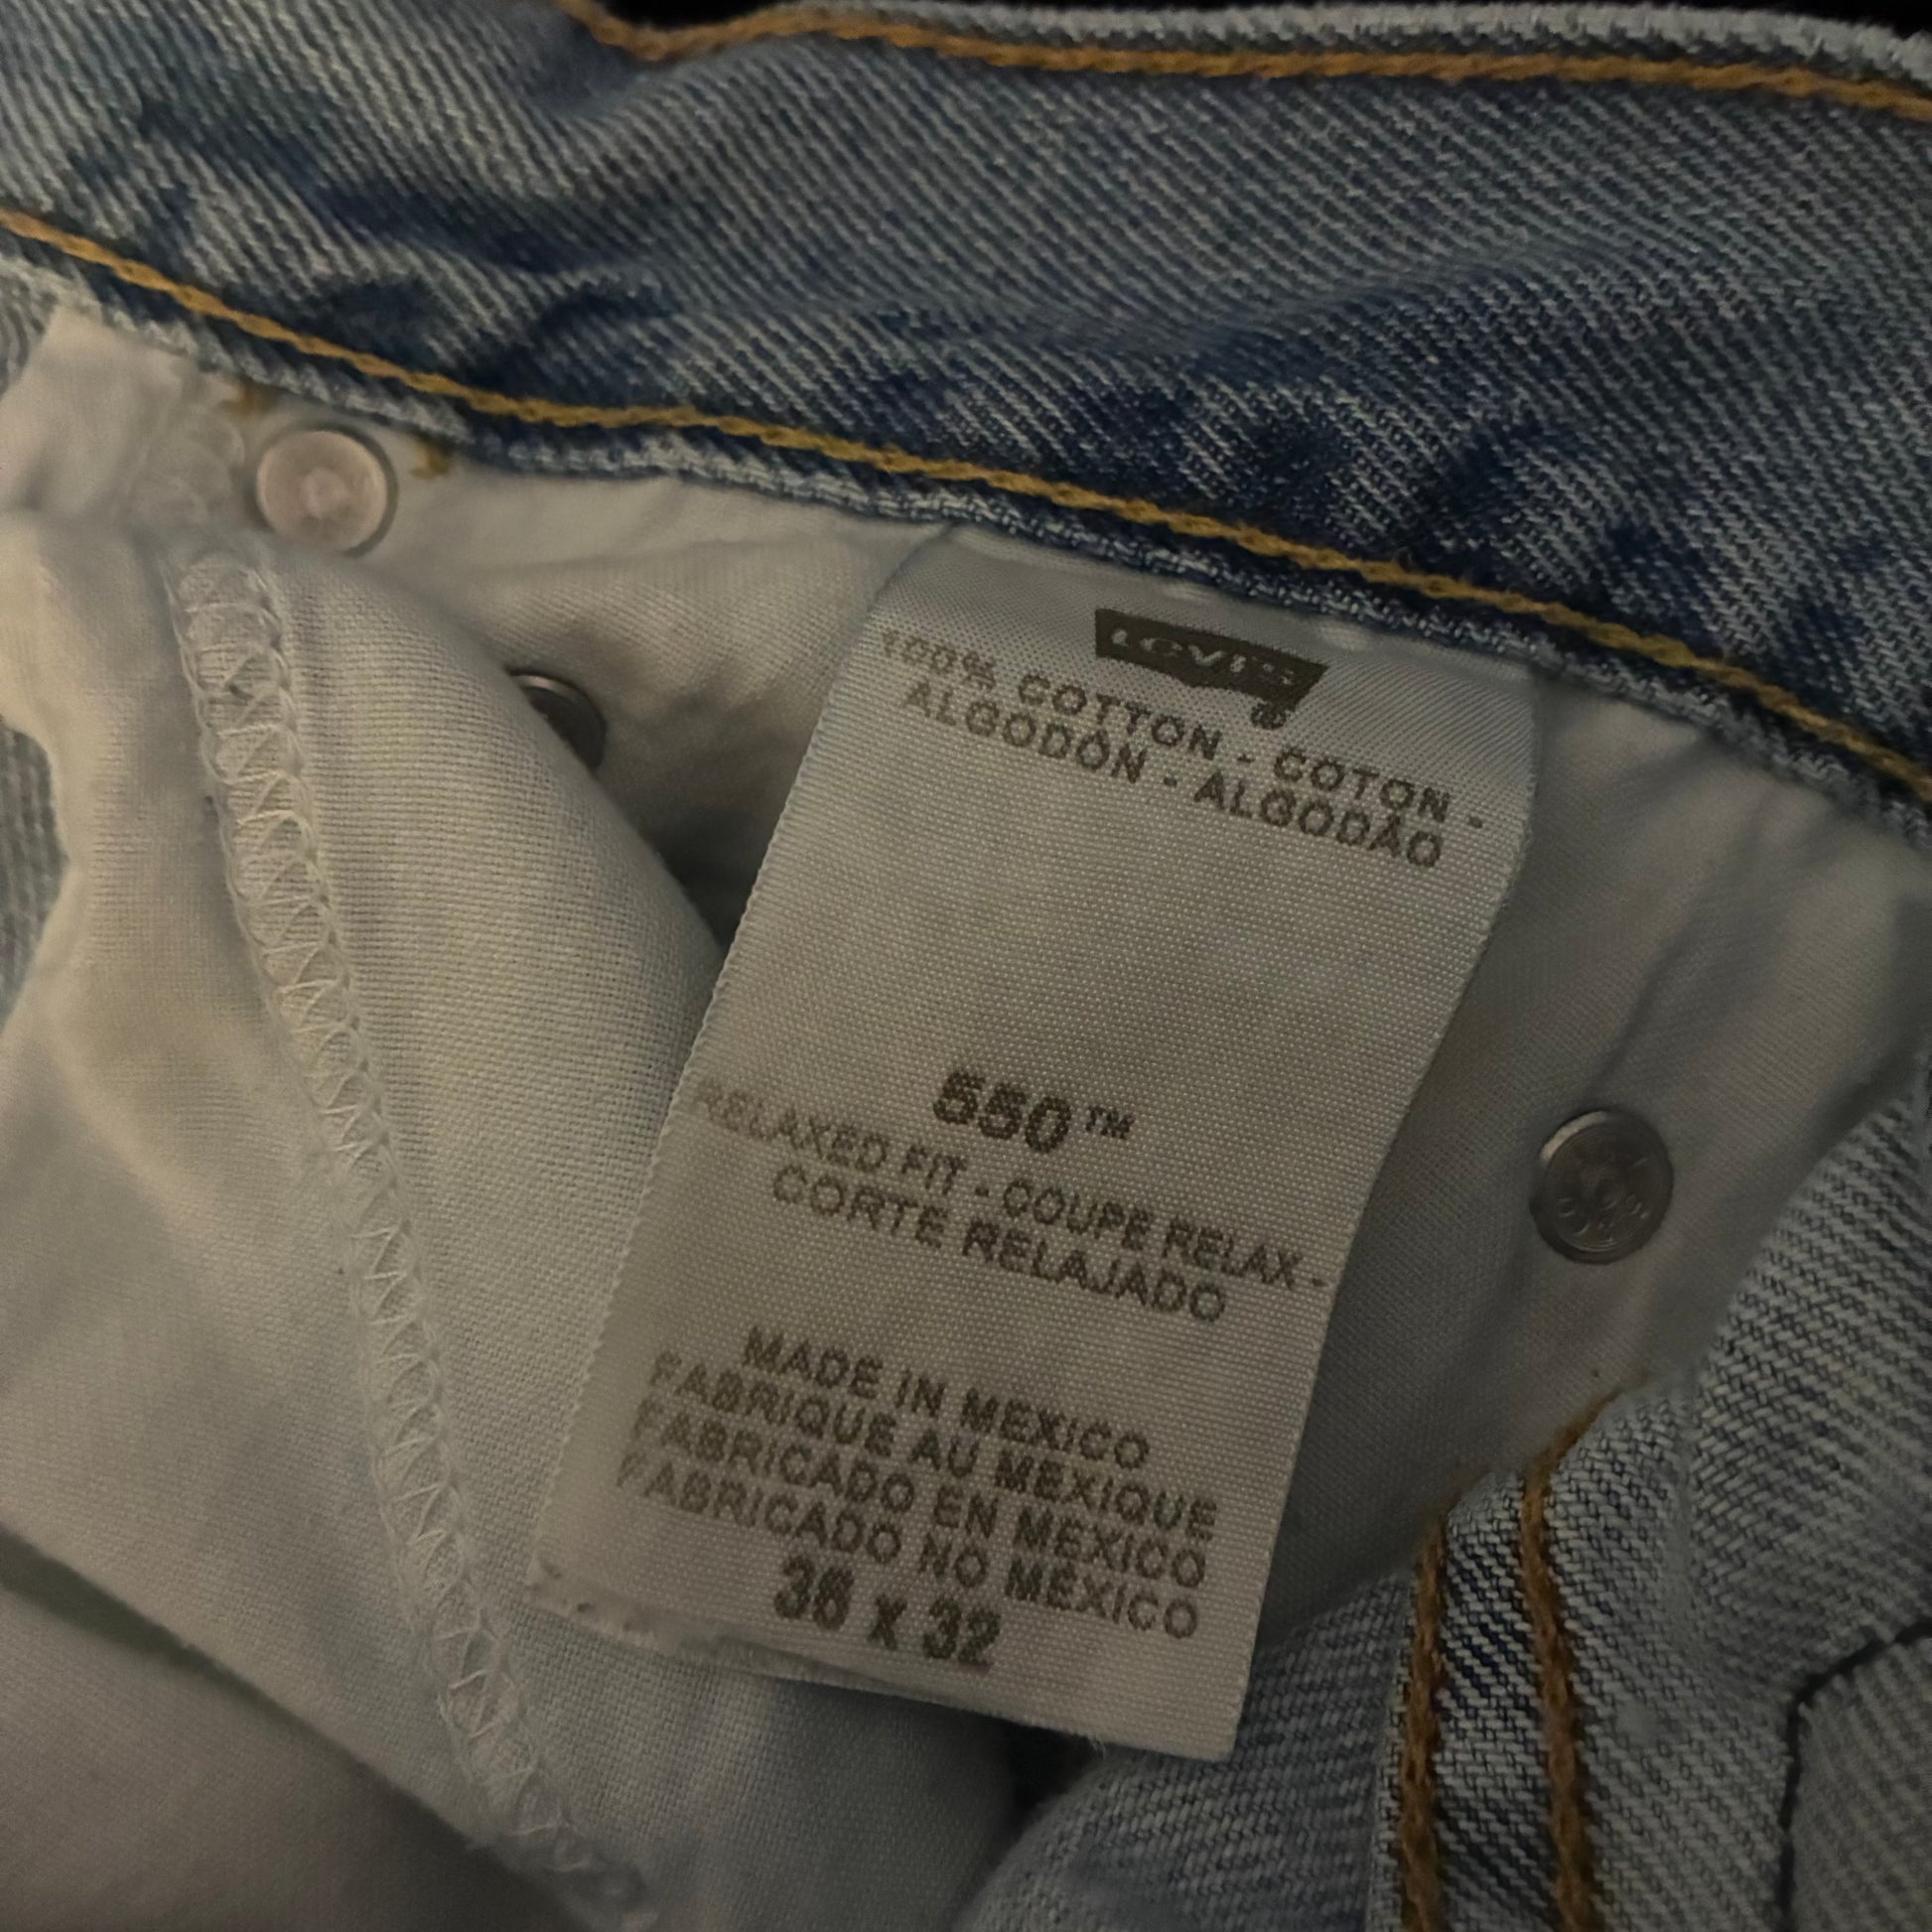 Levi's
®
100% COTTON - COTON -
ALGODÓN - ALGODÃO
550™
RELAXED FIT - COUPE RELAX -
CORTE RELAJADO
MADE IN MEXICO
FABRIQUE AU MEXIQUE
FABRICADO EN MEXICO
FABRICADO NO MÉXICO
36 x 32